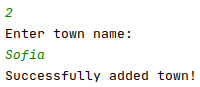 2
Enter town name:
Sofia
Successfully added town!